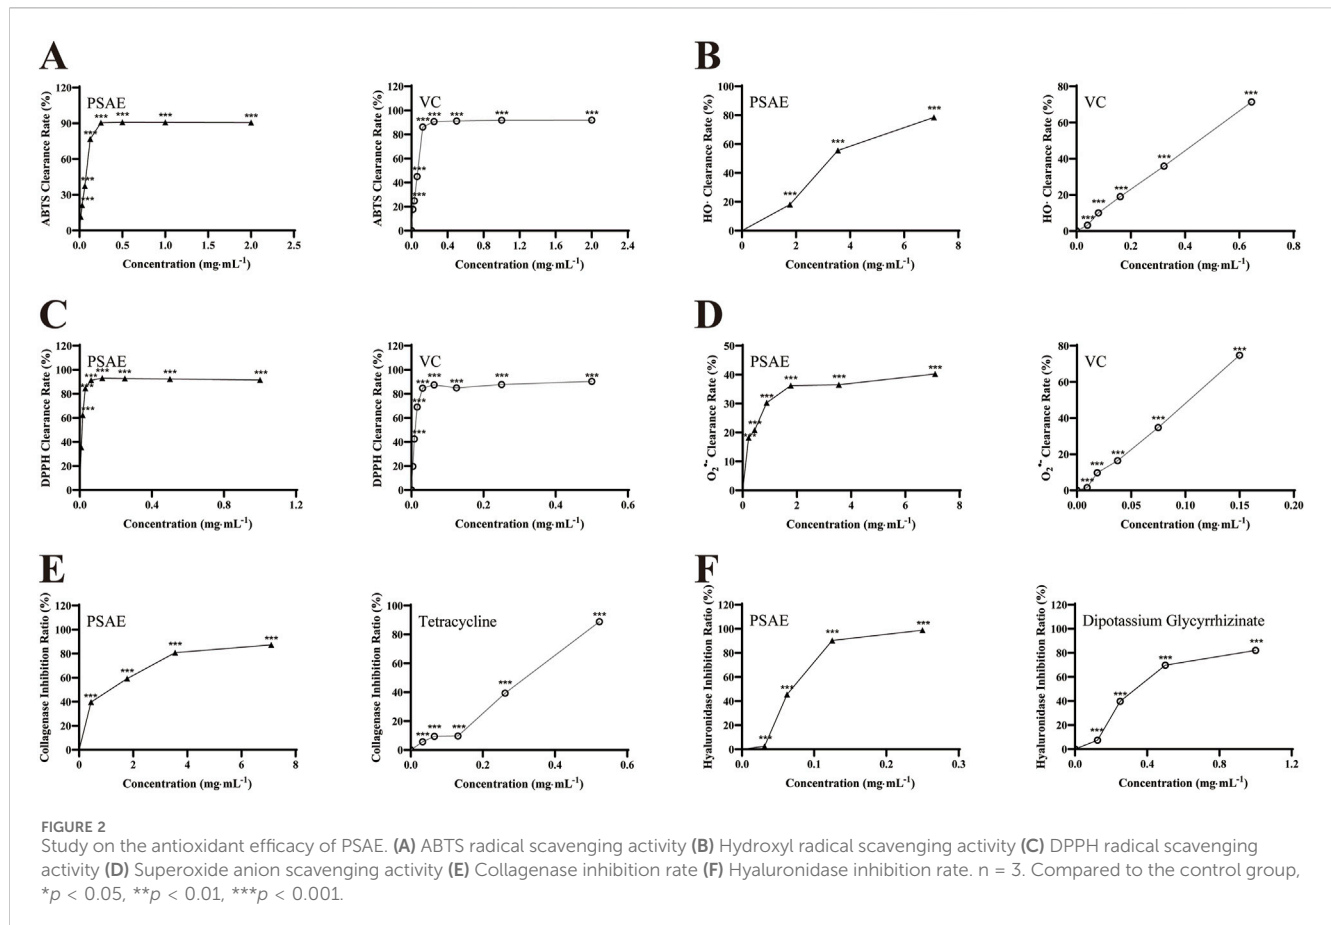 A
B
120
90
60
30
0
ABTS Clearance Rate (%)
PSAE
*** *** *** ***
***
***
***
0.0 0.5 1.0 1.5 2.0 2.5
Concentration (mg·mL⁻¹)
120
100
80
60
40
20
0
ABTS Clearance Rate (%)
VC
*** *** *** *** ***
***
***
0.0 0.4 0.8 1.2 1.6 2.0 2.4
Concentration (mg·mL⁻¹)
100
80
60
40
20
0
HO· Clearance Rate (%)
PSAE
***
***
***
0 2 4 6 8
Concentration (mg·mL⁻¹)
80
60
40
20
0
HO· Clearance Rate (%)
VC
***
***
***
***
***
0.0 0.2 0.4 0.6 0.8
Concentration (mg·mL⁻¹)
C
D
120
100
80
60
40
20
0
DPPH Clearance Rate (%)
PSAE
*** *** *** *** ***
***
***
0.0 0.4 0.8 1.2
Concentration (mg·mL⁻¹)
120
100
80
60
40
20
0
DPPH Clearance Rate (%)
VC
*** *** *** *** ***
***
***
0.0 0.2 0.4 0.6
Concentration (mg·mL⁻¹)
50
40
30
20
10
0
O₂•- Clearance Rate (%)
PSAE
*** *** ***
***
***
***
0 2 4 6 8
Concentration (mg·mL⁻¹)
80
60
40
20
0
O₂•- Clearance Rate (%)
VC
***
***
***
***
***
0.00 0.05 0.10 0.15 0.20
Concentration (mg·mL⁻¹)
E
F
120
100
80
60
40
20
0
Collagenase Inhibition Ratio (%)
PSAE
*** ***
***
***
0 2 4 6 8
Concentration (mg·mL⁻¹)
100
80
60
40
20
0
Collagenase Inhibition Ratio (%)
Tetracycline
***
***
*** *** ***
0.0 0.2 0.4 0.6
Concentration (mg·mL⁻¹)
120
100
80
60
40
20
0
Hyaluronidase Inhibition Ratio (%)
PSAE
*** ***
***
***
0.0 0.1 0.2 0.3
Concentration (mg·mL⁻¹)
120
100
80
60
40
20
0
Hyaluronidase Inhibition Ratio (%)
Dipotassium Glycyrrhizinate
***
***
***
***
0.0 0.4 0.8 1.2
Concentration (mg·mL⁻¹)
FIGURE 2
Study on the antioxidant efficacy of PSAE. (A) ABTS radical scavenging activity (B) Hydroxyl radical scavenging activity (C) DPPH radical scavenging
activity (D) Superoxide anion scavenging activity (E) Collagenase inhibition rate (F) Hyaluronidase inhibition rate. n = 3. Compared to the control group,
*p < 0.05, **p < 0.01, ***p < 0.001.